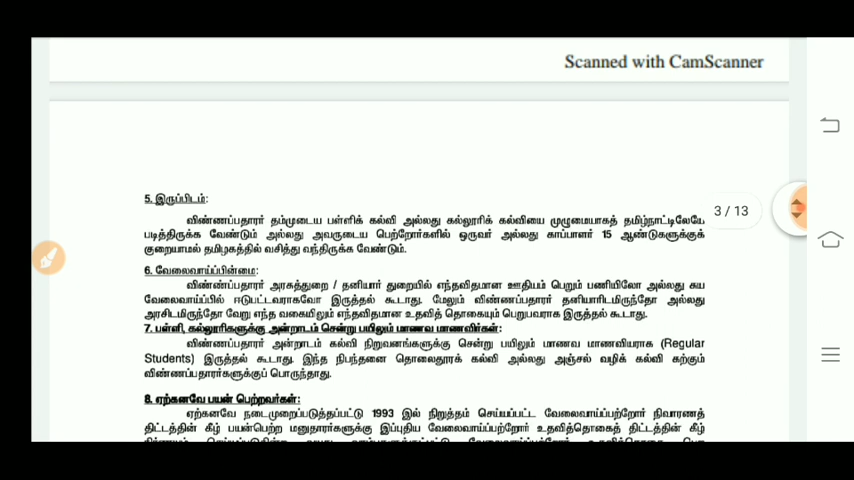 Scanned with CamScanner
5. இருப்பிடம்:
விண்ணப்பதாரர் தம்முடைய பள்ளிக் கல்வி அல்லது கல்லூரிக் கல்வியை முழுமையாகத் தமிழ்நாட்டிலேயே
3 / 13
படித்திருக்க வேண்டும் அல்லது அவருடைய பெற்றோர்களில் ஒருவர் அல்லது காப்பாளர் 15 ஆண்டுகளுக்குக்
குறையாமல் தமிழகத்தில் வசித்து வந்திருக்க வேண்டும்.
6. வேலைவாய்ப்பின்மை:
விண்ண்ப்பதாரர் அரசுத்துறை / தனியார் துறையில் எந்தவிதமான ஊதியம் பெறும் பணியிலோ அல்லது சுய
வேலைவாய்ப்பில் ஈடுபட்டவராகவோ இருத்தல் கூடாது. மேலும் விண்ணப்பதாரர் தனியாரிடமிருந்தோ அல்லது
அரசிடமிருந்தோ வேறு எந்த வகையிலும் எந்தவிதமான உதவித் தொகையும் பெறுபவராக இருத்தல் கூடாது.
7. பள்ளி, கல்லூரிகளுக்கு அன்றாடம் சென்று பயிலும் மாணவ மாணவிர்கள்:
விண்ணப்பதாரர் அன்றாடம் கல்வி நிறுவனங்களுக்கு சென்று பயிலும் மாணவ மாணவியராக (Regular
Students) இருத்தல் கூடாது. இந்த நிபந்தனை தொலைதூரக் கல்வி அல்லது அஞ்சல் வழிக் கல்வி கற்கும்
விண்ணப்பதாரர்களுக்குப் பொருந்தாது.
8. ஏற்கனவே பயன் பெற்றவர்கள்:
ஏற்கனவே நடைமுறைப்படுத்தப்பட்டு 1993 இல் நிறுத்தம் செய்யப்பட்ட வேலைவாய்ப்பற்றோர் நிவாரணத்
திட்டத்தின் கீழ் பயன்பெற்ற மனுதாரர்களுக்கு இப்புதிய வேலைவாய்ப்பற்றோர் உதவித்தொகைத் திட்டத்தின் கீழ்